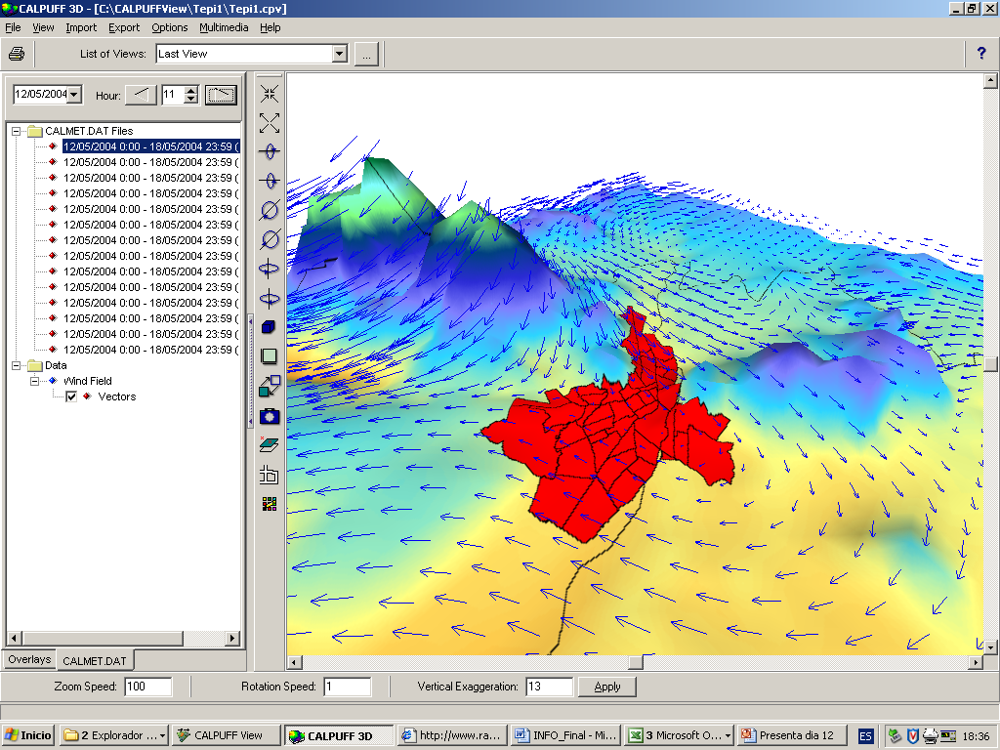 CALPUFF 3D - [C:\CALPUFFView\Tepi1\Tepi1.cpv]
File View Import Export Options Multimedia Help
List of Views: Last View ... ?
12/05/2004 Hour: 11
CALMET.DAT Files
12/05/2004 0:00 - 18/05/2004 23:59 (
12/05/2004 0:00 - 18/05/2004 23:59 (
12/05/2004 0:00 - 18/05/2004 23:59 (
12/05/2004 0:00 - 18/05/2004 23:59 (
12/05/2004 0:00 - 18/05/2004 23:59 (
12/05/2004 0:00 - 18/05/2004 23:59 (
12/05/2004 0:00 - 18/05/2004 23:59 (
12/05/2004 0:00 - 18/05/2004 23:59 (
12/05/2004 0:00 - 18/05/2004 23:59 (
12/05/2004 0:00 - 18/05/2004 23:59 (
12/05/2004 0:00 - 18/05/2004 23:59 (
12/05/2004 0:00 - 18/05/2004 23:59 (
12/05/2004 0:00 - 18/05/2004 23:59 (
12/05/2004 0:00 - 18/05/2004 23:59 (
Data
Wind Field
Vectors
Overlays CALMET.DAT
Zoom Speed: 100 Rotation Speed: 1 Vertical Exaggeration: 13 Apply
Inicio 2 Explorador ... CALPUFF View CALPUFF 3D http://www.ra... INFO_Final - Mi... 3 Microsoft O... Presenta dia 12 ES 18:36